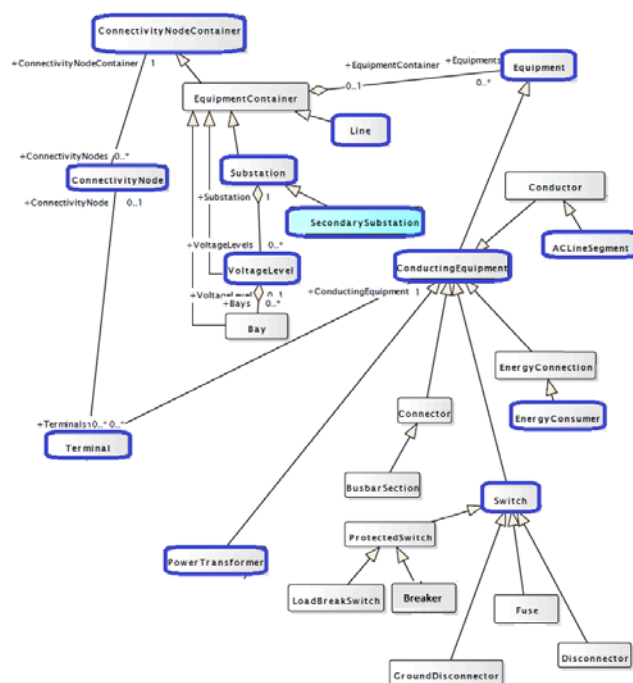 ConnectivityNodeContainer
+EquipmentContainer +Equipments
+ConnectivityNodeContainer 1
Equipment
0..1
0..*
EquipmentContainer
Line
+ConnectivityNodes 0..*
Substation
Conductor
ConnectivityNode
+Substation 1
+ConnectivityNode 0..1
SecondarySubstation
ACLineSegment
+VoltageLevels 0..*
VoltageLevel
ConductingEquipment
+VoltageLevel 0..1
+ConductingEquipment 1
+Bays 0..*
Bay
EnergyConnection
Connector
EnergyConsumer
+Terminals 0..* 0..*
Terminal
BusbarSection
Switch
ProtectedSwitch
PowerTransformer
LoadBreakSwitch
Breaker
Fuse
Disconnector
GroundDisconnector